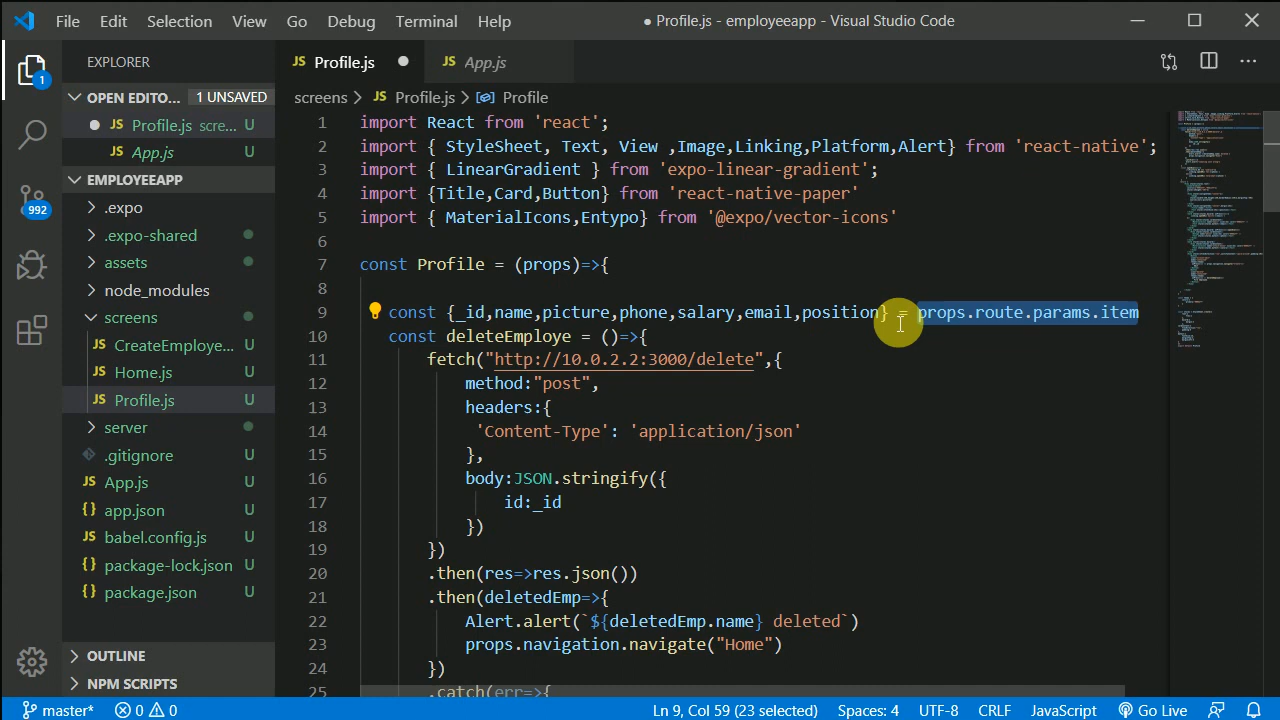 File Edit Selection View Go Debug Terminal Help ● Profile.js - employeeapp - Visual Studio Code
EXPLORER
OPEN EDITO... 1 UNSAVED
Profile.js scre... U
App.js U
EMPLOYEEAPP
.expo
.expo-shared
assets
node_modules
screens
JS CreateEmploye... U
JS Home.js U
JS Profile.js U
server
.gitignore U
JS App.js U
{} app.json U
JS babel.config.js U
{} package-lock.json U
{} package.json U
OUTLINE
NPM SCRIPTS
1
992
JS Profile.js ● JS App.js
screens > JS Profile.js > Profile
1 import React from 'react';
2 import { StyleSheet, Text, View ,Image,Linking,Platform,Alert} from 'react-native';
3 import { LinearGradient } from 'expo-linear-gradient';
4 import {Title,Card,Button} from 'react-native-paper'
5 import { MaterialIcons,Entypo} from '@expo/vector-icons'
6
7 const Profile = (props)=>{
8
9 const {_id,name,picture,phone,salary,email,position} = props.route.params.item
10 const deleteEmploye = ()=>{
11 fetch("http://10.0.2.2:3000/delete",{
12 method:"post",
13 headers:{
14 'Content-Type': 'application/json'
15 },
16 body:JSON.stringify({
17 id:_id
18 })
19 })
20 .then(res=>res.json())
21 .then(deletedEmp=>{
22 Alert.alert(`${deletedEmp.name} deleted`)
23 props.navigation.navigate("Home")
24 })
25 .catch(err=>{
master* 0 0 Ln 9, Col 59 (23 selected) Spaces: 4 UTF-8 CRLF JavaScript Go Live